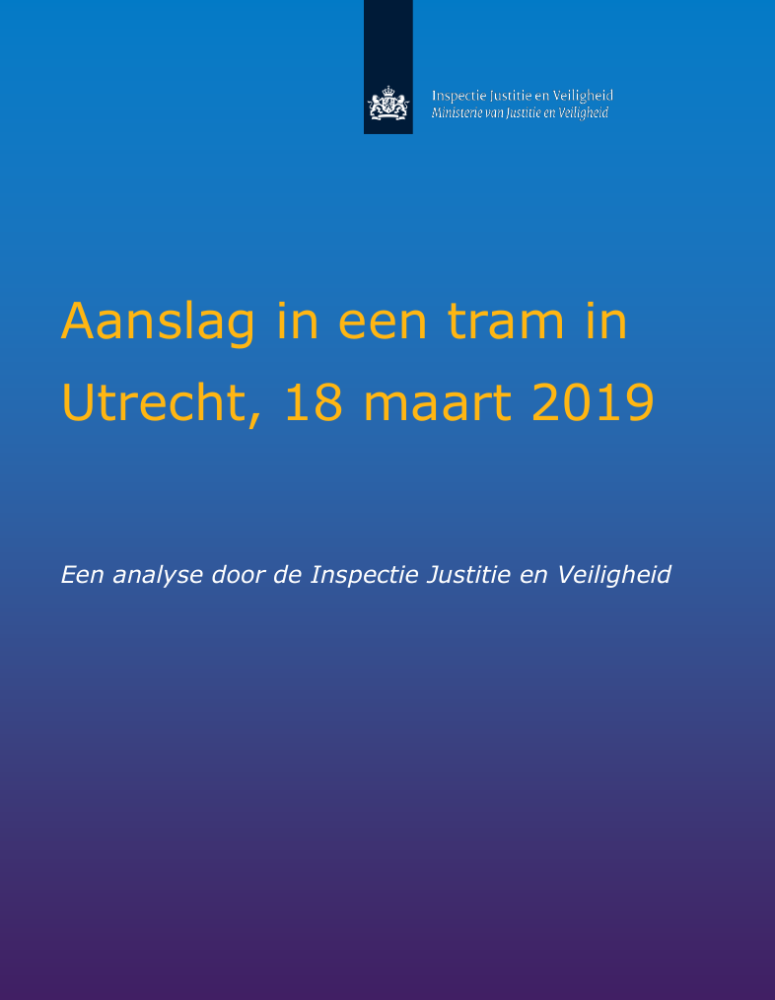 Inspectie Justitie en Veiligheid
Ministerie van Justitie en Veiligheid
Aanslag in een tram in
Utrecht, 18 maart 2019
Een analyse door de Inspectie Justitie en Veiligheid